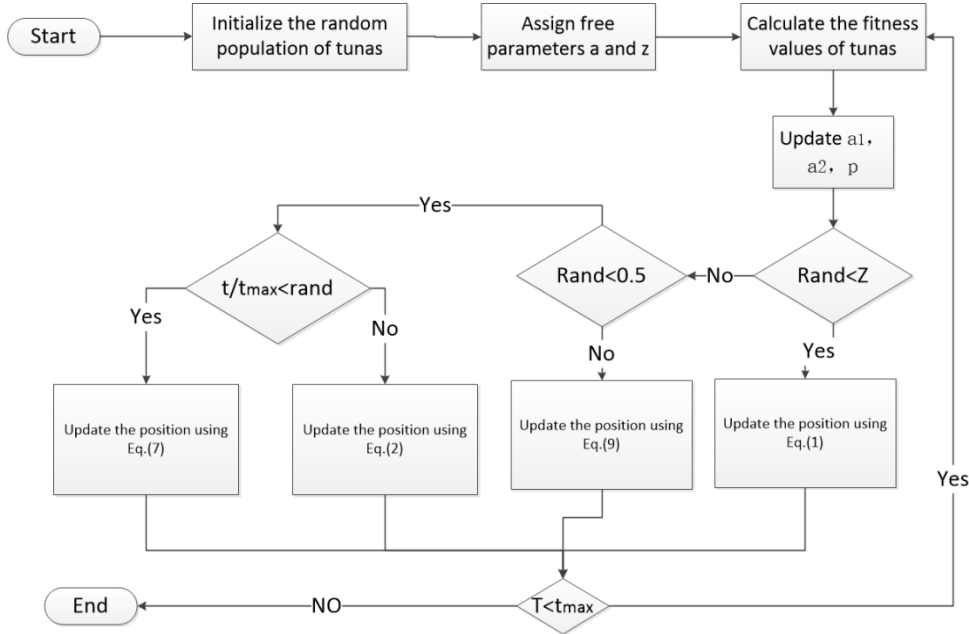 Start
Initialize the random
population of tunas
Assign free
parameters a and z
Calculate the fitness
values of tunas
Update a1,
a2, p
Yes
t/tmax<rand
Rand<0.5
No
Rand<Z
Yes
No
No
Yes
Update the position using
Eq.(7)
Update the position using
Eq.(2)
Update the position using
Eq.(9)
Update the position using
Eq.(1)
Yes
End
NO
T<tmax